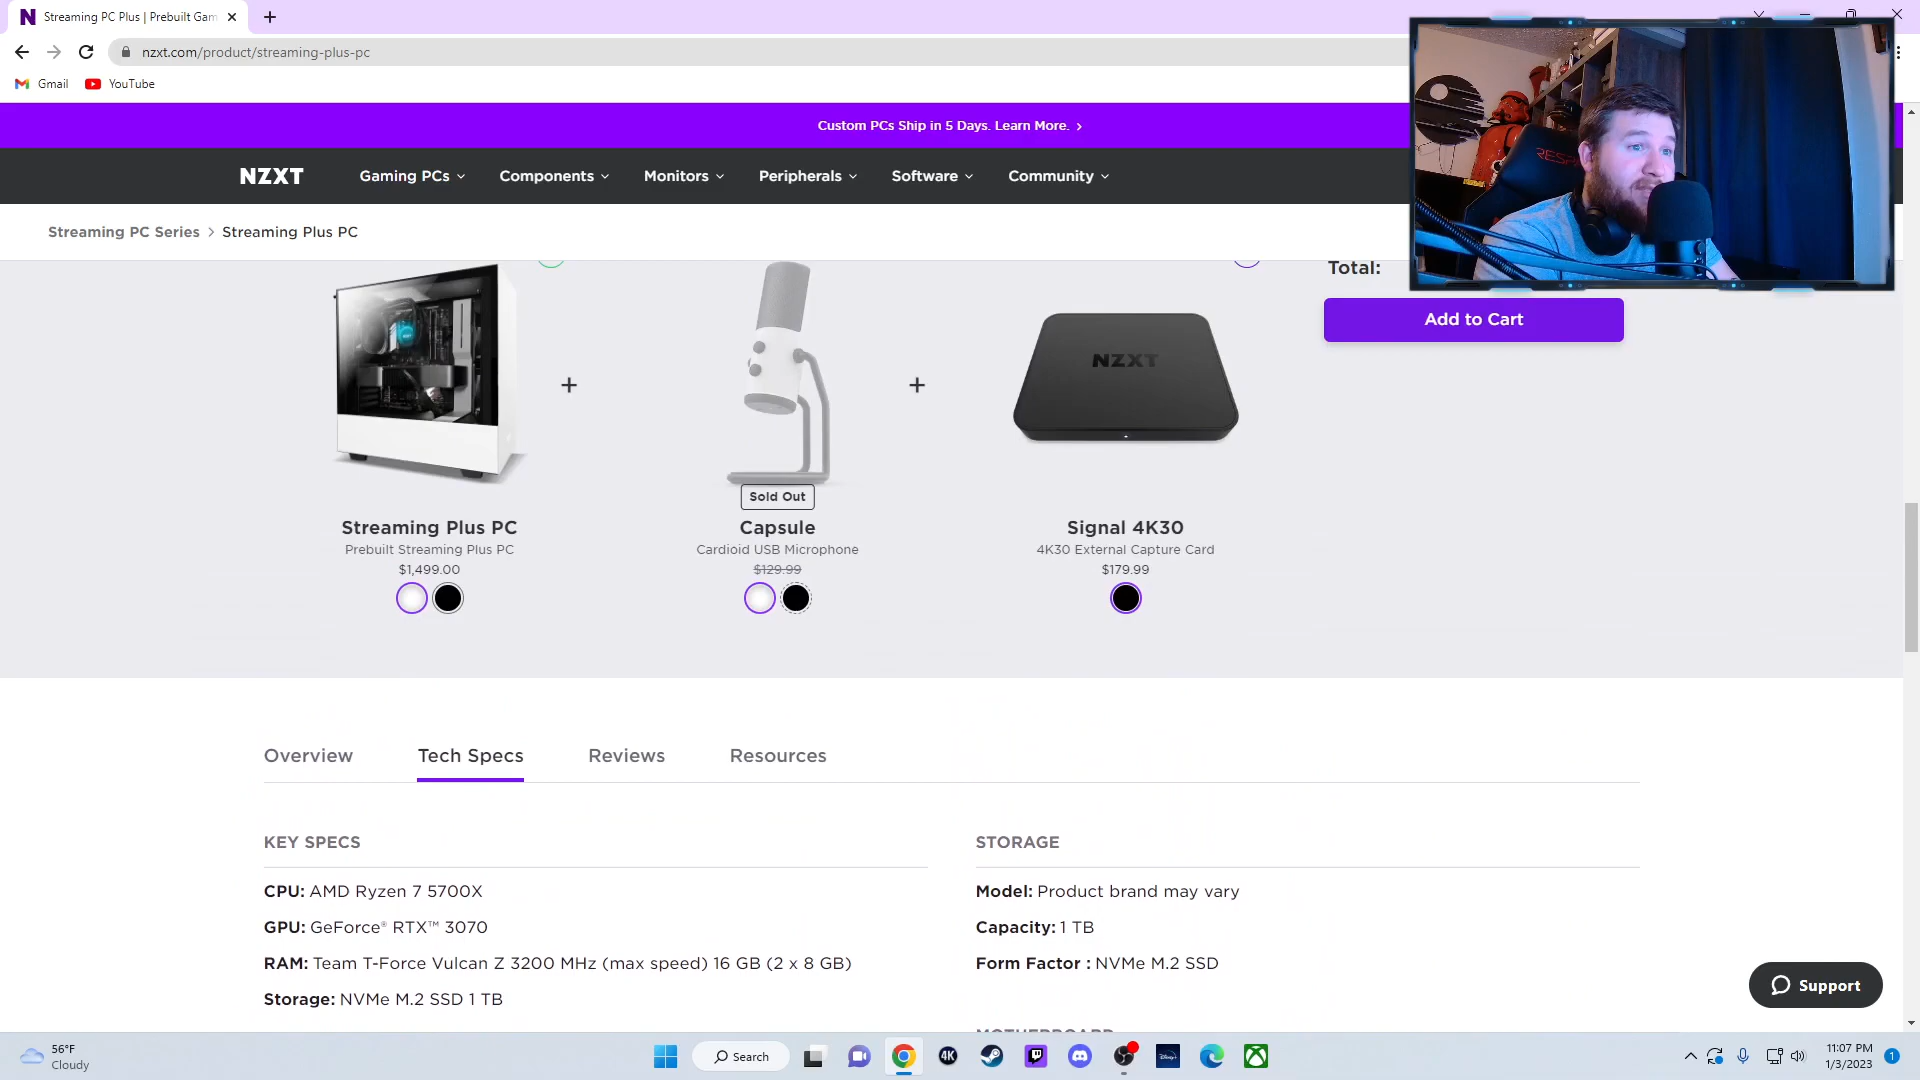 Streaming PC Plus | Prebuilt Gam
nzxt.com/product/streaming-plus-pc
Gmail
YouTube
Custom PCs Ship in 5 Days. Learn More.
NZXT
Gaming PCs
Components
Monitors
Peripherals
Software
Community
Streaming PC Series > Streaming Plus PC
Total:
Add to Cart
NZXT
+
+
Sold Out
Streaming Plus PC
Prebuilt Streaming Plus PC
$1,499.00
Capsule
Cardioid USB Microphone
$129.99
Signal 4K30
4K30 External Capture Card
$179.99
Overview
Tech Specs
Reviews
Resources
KEY SPECS
CPU: AMD Ryzen 7 5700X
GPU: GeForce® RTX™ 3070
RAM: Team T-Force Vulcan Z 3200 MHz (max speed) 16 GB (2 x 8 GB)
Storage: NVMe M.2 SSD 1 TB
STORAGE
Model: Product brand may vary
Capacity: 1 TB
Form Factor : NVMe M.2 SSD
MOTHERBOARD
Support
56°F
Cloudy
Search
4K
Disney+
11:07 PM
1/3/2023
1